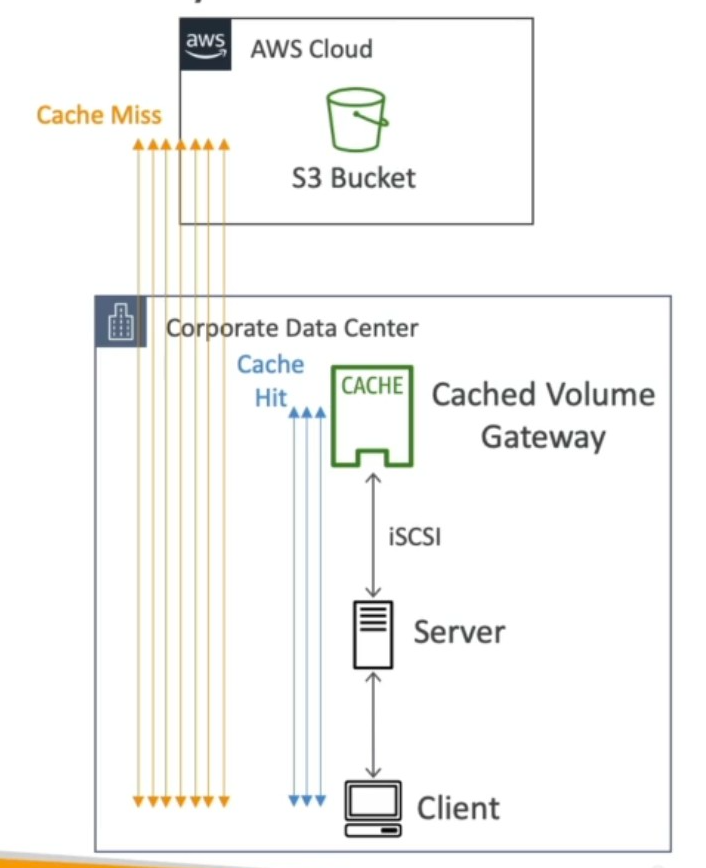 aws
AWS Cloud
Cache Miss
S3 Bucket
Corporate Data Center
Cache
Hit
CACHE
Cached Volume
Gateway
iSCSI
Server
Client